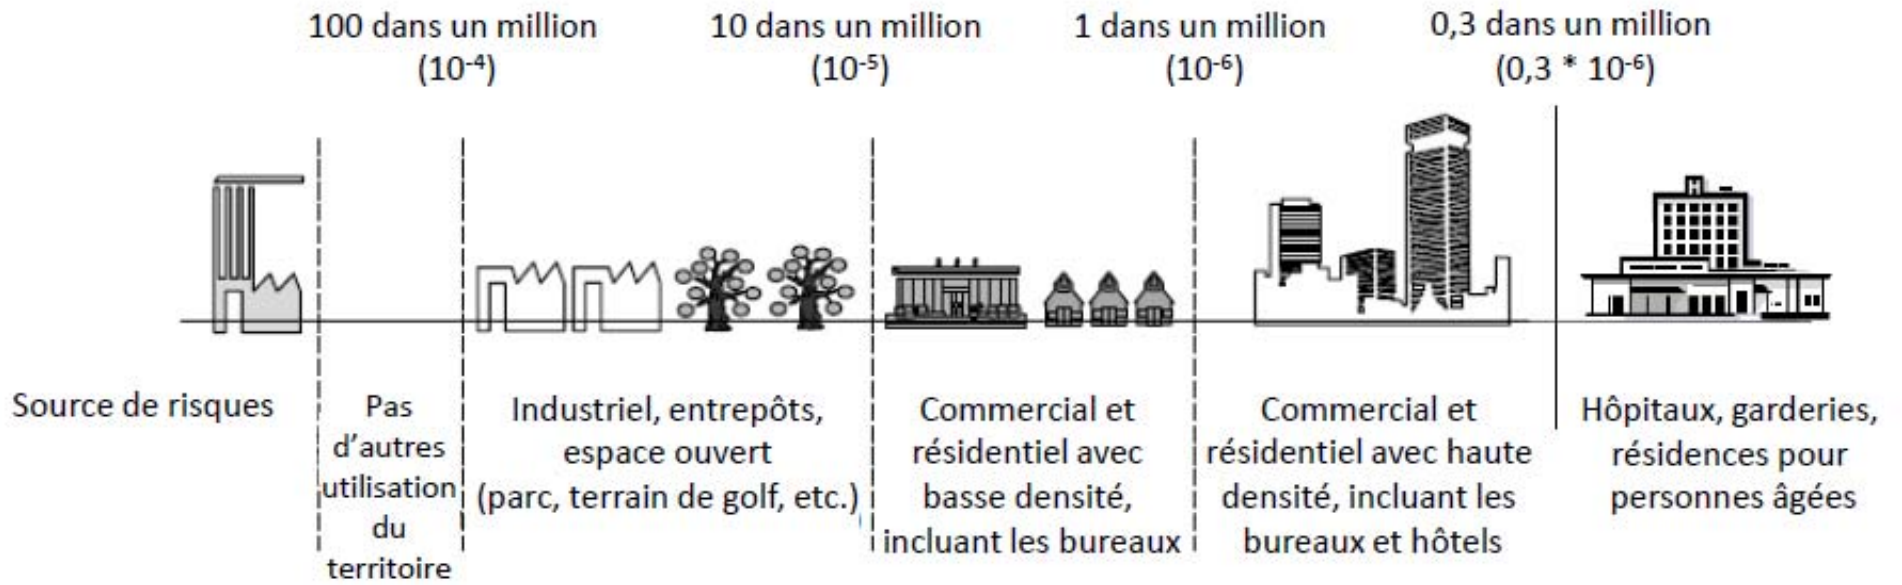 100 dans un million
(10⁻⁴)
10 dans un million
(10⁻⁵)
1 dans un million
(10⁻⁶)
0,3 dans un million
(0,3 * 10⁻⁶)
Source de risques
Pas
d'autres
utilisation
du
territoire
Industriel, entrepôts,
espace ouvert
(parc, terrain de golf, etc.)
Commercial et
résidentiel avec
basse densité,
incluant les bureaux
Commercial et
résidentiel avec haute
densité, incluant les
bureaux et hôtels
Hôpitaux, garderies,
résidences pour
personnes âgées